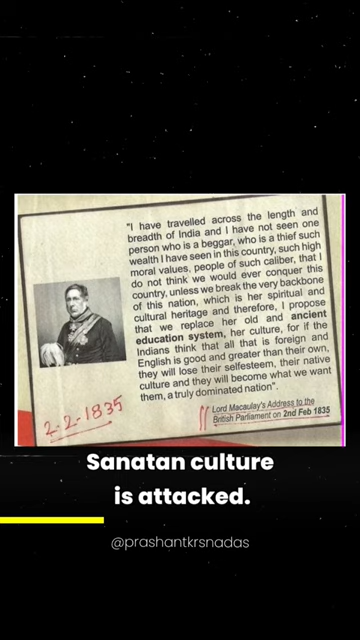 "I have travelled across the length and
breadth of India and I have not seen one
person who is a beggar, who is a thief such
wealth I have seen in this country, such high
moral values, people of such caliber, that I
do not think we would ever conquer this
country, unless we break the very backbone
of this nation, which is her spiritual and
cultural heritage and therefore, I propose
that we replace her old and ancient
education system, her culture, for if the
Indians think that all that is foreign and
English is good and greater than their own,
they will lose their selfesteem, their native
culture and they will become what we want
them, a truly dominated nation".
Lord Macaulay's Address to the
British Parliament on 2nd Feb 1835
2-2-1835
Sanatan culture
is attacked.
@prashantkrsnadas